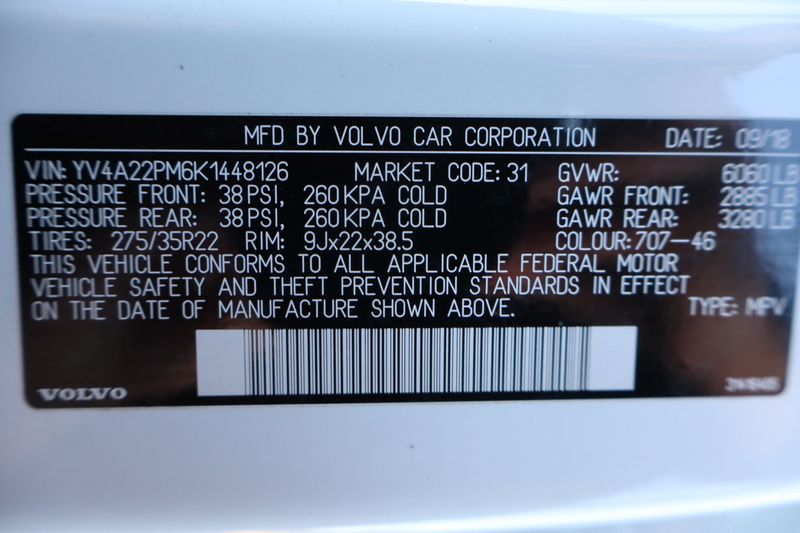 MFD BY VOLVO CAR CORPORATION DATE: 09/18
VIN: YV4A22PM6K1448126 MARKET CODE: 31 GVWR: 6060 LB
PRESSURE FRONT: 38 PSI, 260 KPA COLD GAWR FRONT: 2885 LB
PRESSURE REAR: 38 PSI, 260 KPA COLD GAWR REAR: 3280 LB
TIRES: 275/35R22 RIM: 9Jx22x38.5 COLOUR: 707-46
THIS VEHICLE CONFORMS TO ALL APPLICABLE FEDERAL MOTOR
VEHICLE SAFETY AND THEFT PREVENTION STANDARDS IN EFFECT
ON THE DATE OF MANUFACTURE SHOWN ABOVE. TYPE: MPV
VOLVO